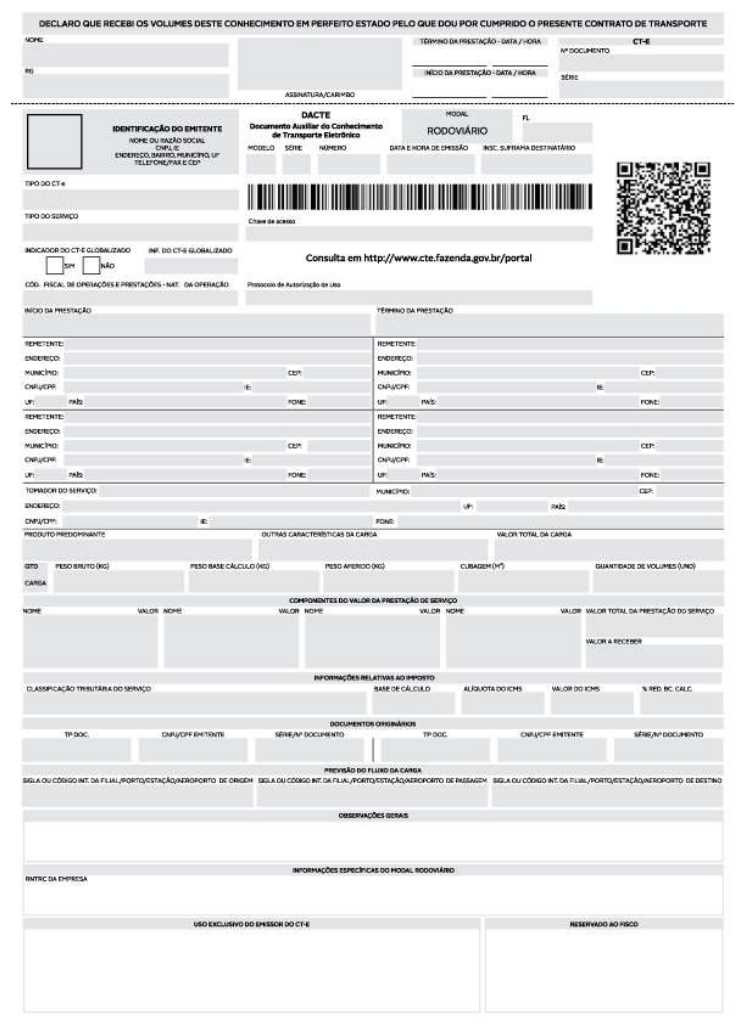 DECLARO QUE RECEBI OS VOLUMES DESTE CONHECIMENTO EM PERFEITO ESTADO PELO QUE DOU POR CUMPRIDO O PRESENTE CONTRATO DE TRANSPORTE
NOME
TÉRMINO DA PRESTAÇÃO - DATA / HORA
CT-E
Nº DOCUMENTO
RG
INÍCIO DA PRESTAÇÃO - DATA / HORA
SÉRIE
ASSINATURA/CARIMBO
IDENTIFICAÇÃO DO EMITENTE
NOME OU RAZÃO SOCIAL
CNPJ, IE
ENDEREÇO, BAIRRO, MUNICÍPIO, UF
TELEFONE/FAX E CEP
DACTE
Documento Auxiliar do Conhecimento
de Transporte Eletrônico
MODAL
RODOVIÁRIO
FL
MODELO SÉRIE NÚMERO DATA E HORA DE EMISSÃO INSC. SUFRAMA DESTINATÁRIO
TIPO DO CT-e
TIPO DO SERVIÇO
Chave de acesso
INDICADOR DO CT-E GLOBALIZADO INF. DO CT-E GLOBALIZADO
SIM NÃO
Consulta em http://www.cte.fazenda.gov.br/portal
CÓD. FISCAL DE OPERAÇÕES E PRESTAÇÕES - NAT. DA OPERAÇÃO Protocolo de Autorização de Uso
INÍCIO DA PRESTAÇÃO TÉRMINO DA PRESTAÇÃO
REMETENTE: REMETENTE:
ENDEREÇO: ENDEREÇO:
MUNICÍPIO: CEP: MUNICÍPIO: CEP:
CNPJ/CPF: IE: CNPJ/CPF: IE:
UF: PAÍS: FONE: UF: PAÍS: FONE:
REMETENTE: REMETENTE:
ENDEREÇO: ENDEREÇO:
MUNICÍPIO: CEP: MUNICÍPIO: CEP:
CNPJ/CPF: IE: CNPJ/CPF: IE:
UF: PAÍS: FONE: UF: PAÍS: FONE:
TOMADOR DO SERVIÇO: MUNICÍPIO: CEP:
ENDEREÇO: UF: PAÍS:
CNPJ/CPF: IE: FONE:
PRODUTO PREDOMINANTE OUTRAS CARACTERÍSTICAS DA CARGA VALOR TOTAL DA CARGA
QTD PESO BRUTO (KG) PESO BASE CÁLCULO (KG) PESO AFERIDO (KG) CUBAGEM (M³) QUANTIDADE DE VOLUMES (UND)
CARGA
COMPONENTES DO VALOR DA PRESTAÇÃO DE SERVIÇO
NOME VALOR NOME VALOR NOME VALOR NOME VALOR VALOR TOTAL DA PRESTAÇÃO DO SERVIÇO
VALOR A RECEBER
INFORMAÇÕES RELATIVAS AO IMPOSTO
CLASSIFICAÇÃO TRIBUTÁRIA DO SERVIÇO BASE DE CÁLCULO ALÍQUOTA DO ICMS VALOR DO ICMS % RED. BC. CALC.
DOCUMENTOS ORIGINÁRIOS
TP DOC. CNPJ/CPF EMITENTE SÉRIE/Nº DOCUMENTO TP DOC. CNPJ/CPF EMITENTE SÉRIE/Nº DOCUMENTO
PREVISÃO DO FLUXO DA CARGA
SIGLA OU CÓDIGO INT. DA FILIAL/PORTO/ESTAÇÃO/AEROPORTO DE ORIGEM SIGLA OU CÓDIGO INT. DA FILIAL/PORTO/ESTAÇÃO/AEROPORTO DE PASSAGEM SIGLA OU CÓDIGO INT. DA FILIAL/PORTO/ESTAÇÃO/AEROPORTO DE DESTINO
OBSERVAÇÕES GERAIS
INFORMAÇÕES ESPECÍFICAS DO MODAL RODOVIÁRIO
RNTRC DA EMPRESA
USO EXCLUSIVO DO EMISSOR DO CT-E RESERVADO AO FISCO